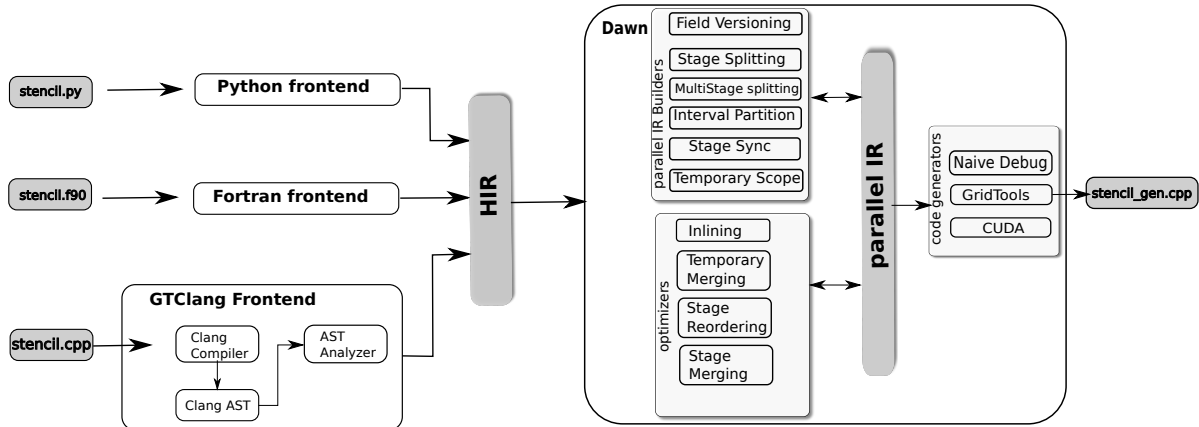 stencil.py
Python frontend
stencil.f90
Fortran frontend
stencil.cpp
GTClang Frontend
Clang
Compiler
Clang AST
AST
Analyzer
HIR
Dawn
parallel IR Builders
Field Versioning
Stage Splitting
MultiStage splitting
Interval Partition
Stage Sync
Temporary Scope
optimizers
Inlining
Temporary
Merging
Stage
Reordering
Stage
Merging
parallel IR
code generators
Naive Debug
GridTools
CUDA
stencil_gen.cpp